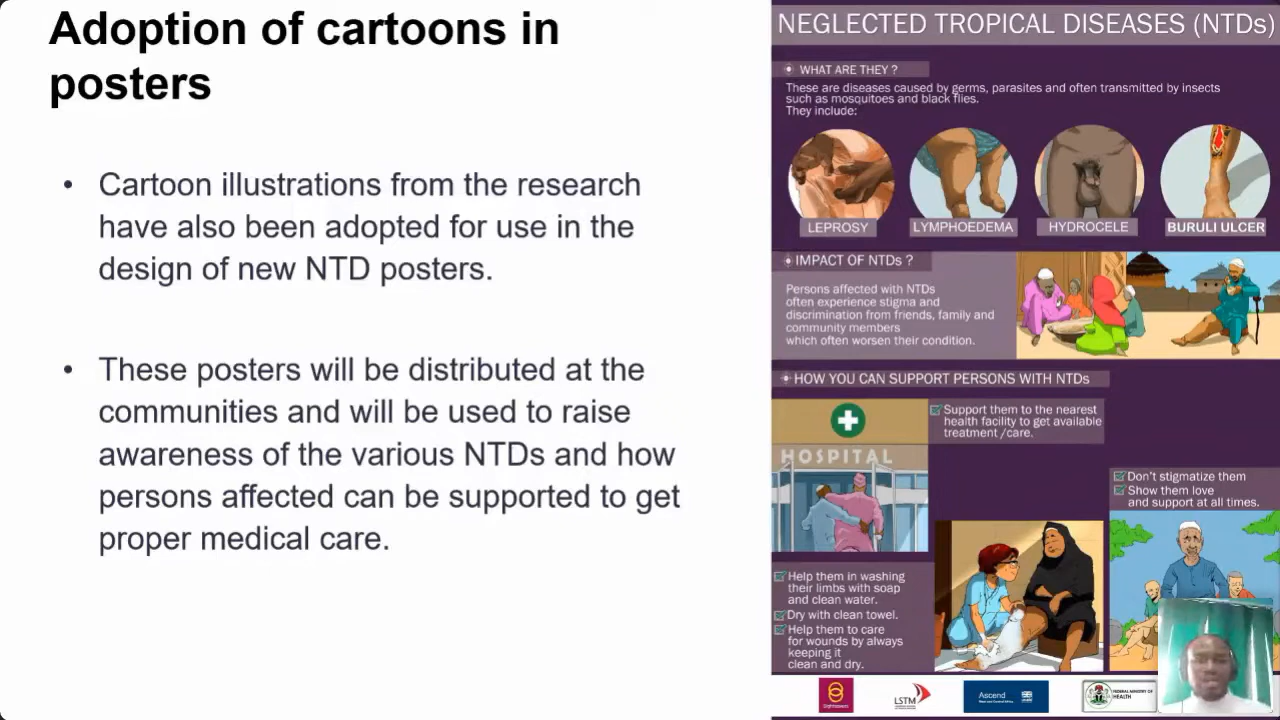 Adoption of cartoons in
posters
• Cartoon illustrations from the research
have also been adopted for use in the
design of new NTD posters.
• These posters will be distributed at the
communities and will be used to raise
awareness of the various NTDs and how
persons affected can be supported to get
proper medical care.
NEGLECTED TROPICAL DISEASES (NTDs)
WHAT ARE THEY ?
These are diseases caused by germs, parasites and often transmitted by insects
such as mosquitoes and black flies.
They include:
LEPROSY
LYMPHOEDEMA
HYDROCELE
BURULI ULCER
IMPACT OF NTDs ?
Persons affected with NTDs
often experience stigma and
discrimination from friends, family and
community members
which often worsen their condition.
HOW YOU CAN SUPPORT PERSONS WITH NTDs
Support them to the nearest
health facility to get available
treatment /care.
HOSPITAL
Don't stigmatize them
Show them love
and support at all times.
Help them in washing
their limbs with soap
and clean water.
Dry with clean towel.
Help them to care
for wounds by always
keeping it
clean and dry.
Sightsavers
LSTM
Ascend
FEDERAL MINISTRY OF
HEALTH